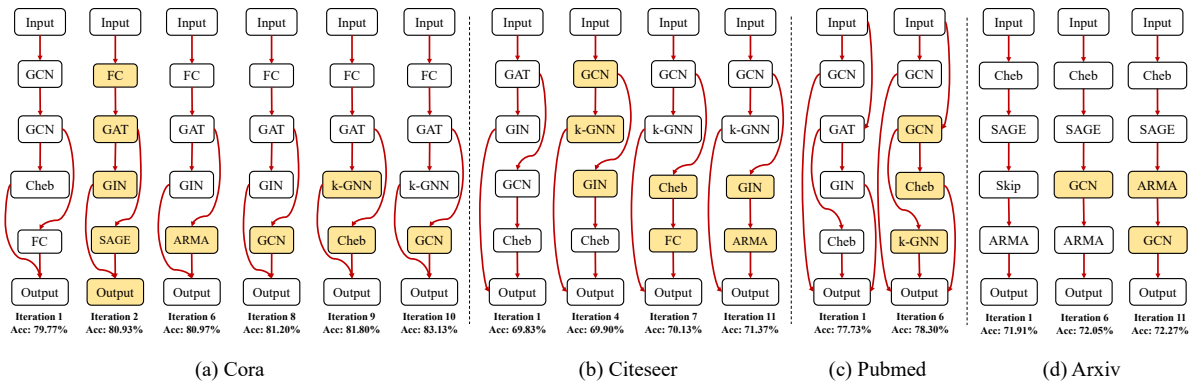 Input Input Input Input Input Input Input Input Input Input Input Input Input Input Input
GCN FC FC FC FC FC GAT GCN GCN GCN GCN GCN Cheb Cheb Cheb
GCN GAT GAT GAT GAT GAT GIN k-GNN k-GNN k-GNN GAT GCN SAGE SAGE SAGE
Cheb GIN GIN GIN k-GNN k-GNN GCN GIN Cheb GIN GIN Cheb Skip GCN ARMA
FC SAGE ARMA GCN Cheb GCN Cheb Cheb FC ARMA Cheb k-GNN ARMA ARMA GCN
Output Output Output Output Output Output Output Output Output Output Output Output Output Output Output
Iteration 1 Iteration 2 Iteration 6 Iteration 8 Iteration 9 Iteration 10 Iteration 1 Iteration 4 Iteration 7 Iteration 11 Iteration 1 Iteration 6 Iteration 1 Iteration 6 Iteration 11
Acc: 79.77% Acc: 80.93% Acc: 80.97% Acc: 81.20% Acc: 81.80% Acc: 83.13% Acc: 69.83% Acc: 69.90% Acc: 70.13% Acc: 71.37% Acc: 77.73% Acc: 78.30% Acc: 71.91% Acc: 72.05% Acc: 72.27%
(a) Cora (b) Citeseer (c) Pubmed (d) Arxiv